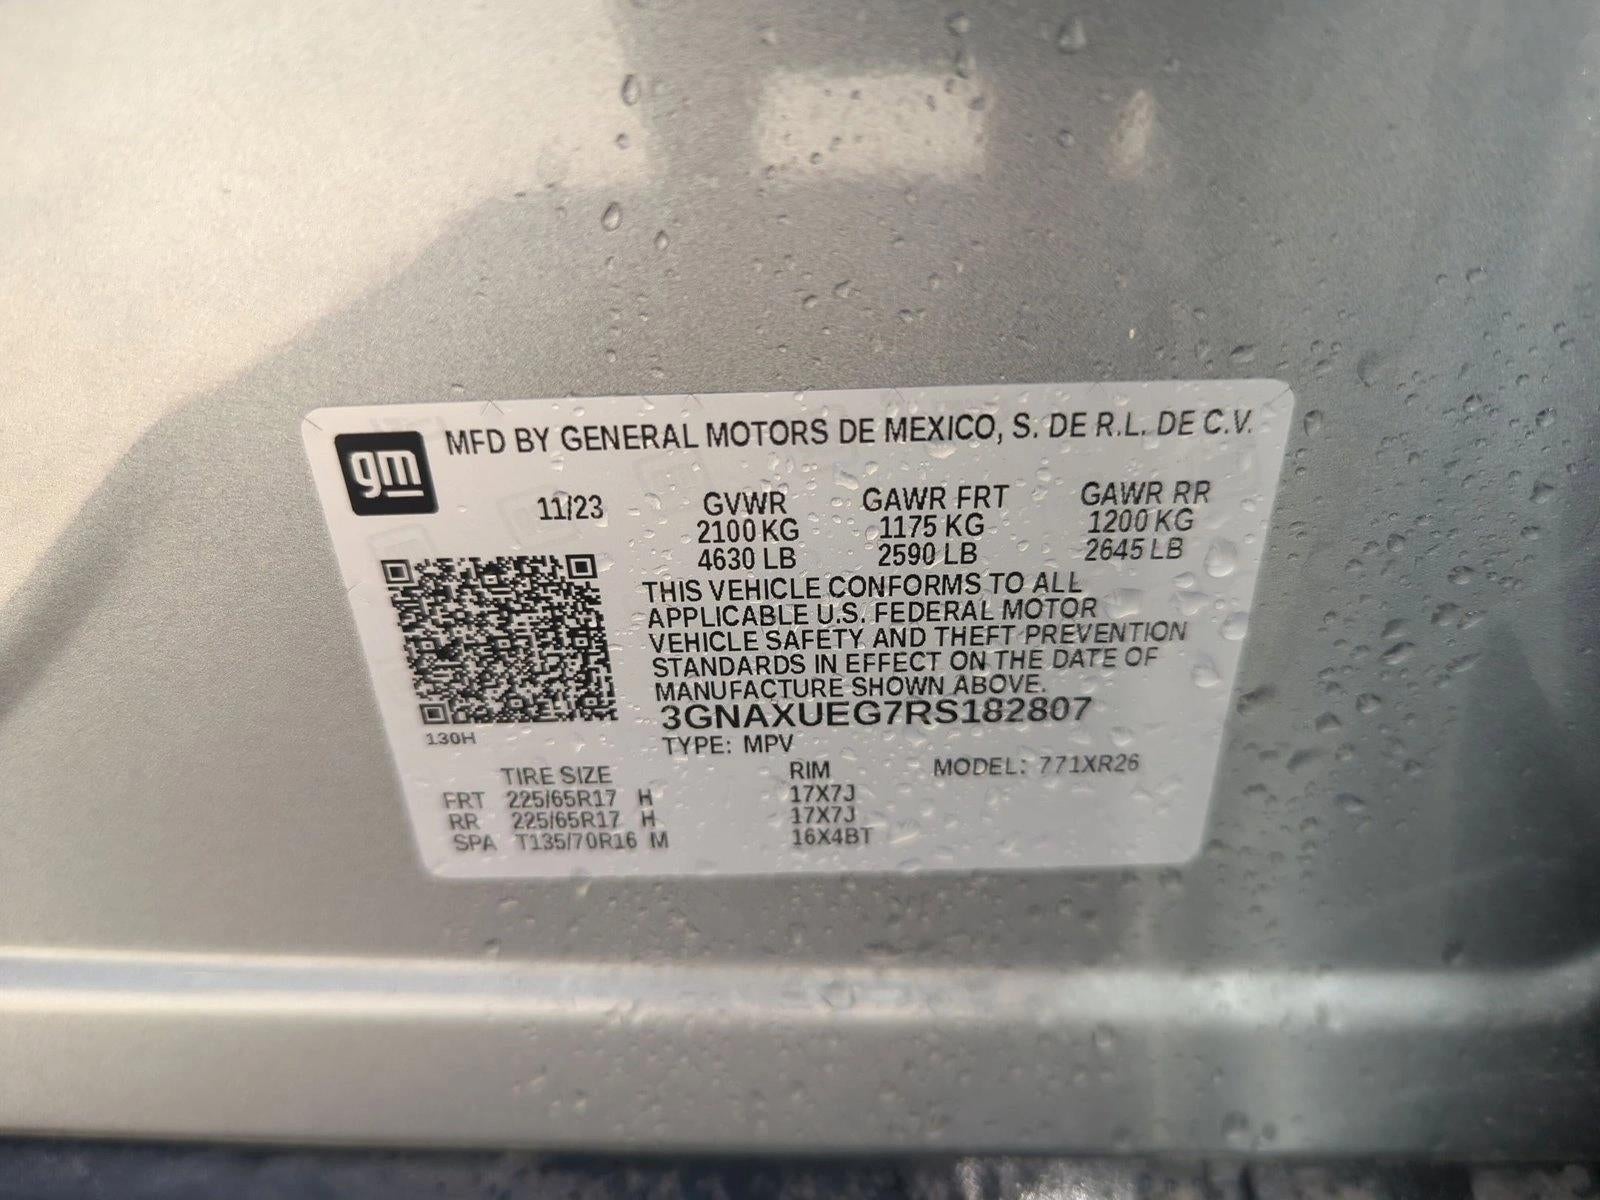 gm
MFD BY GENERAL MOTORS DE MEXICO, S. DE R.L. DE C.V.
11/23 GVWR GAWR FRT GAWR RR
2100 KG 1175 KG 1200 KG
4630 LB 2590 LB 2645 LB
THIS VEHICLE CONFORMS TO ALL
APPLICABLE U.S. FEDERAL MOTOR
VEHICLE SAFETY AND THEFT PREVENTION
STANDARDS IN EFFECT ON THE DATE OF
MANUFACTURE SHOWN ABOVE.
3GNAXUEG7RS182807
130H
TYPE: MPV
TIRE SIZE RIM MODEL: 771XR26
FRT 225/65R17 H 17X7J
RR 225/65R17 H 17X7J
SPA T135/70R16 M 16X4BT